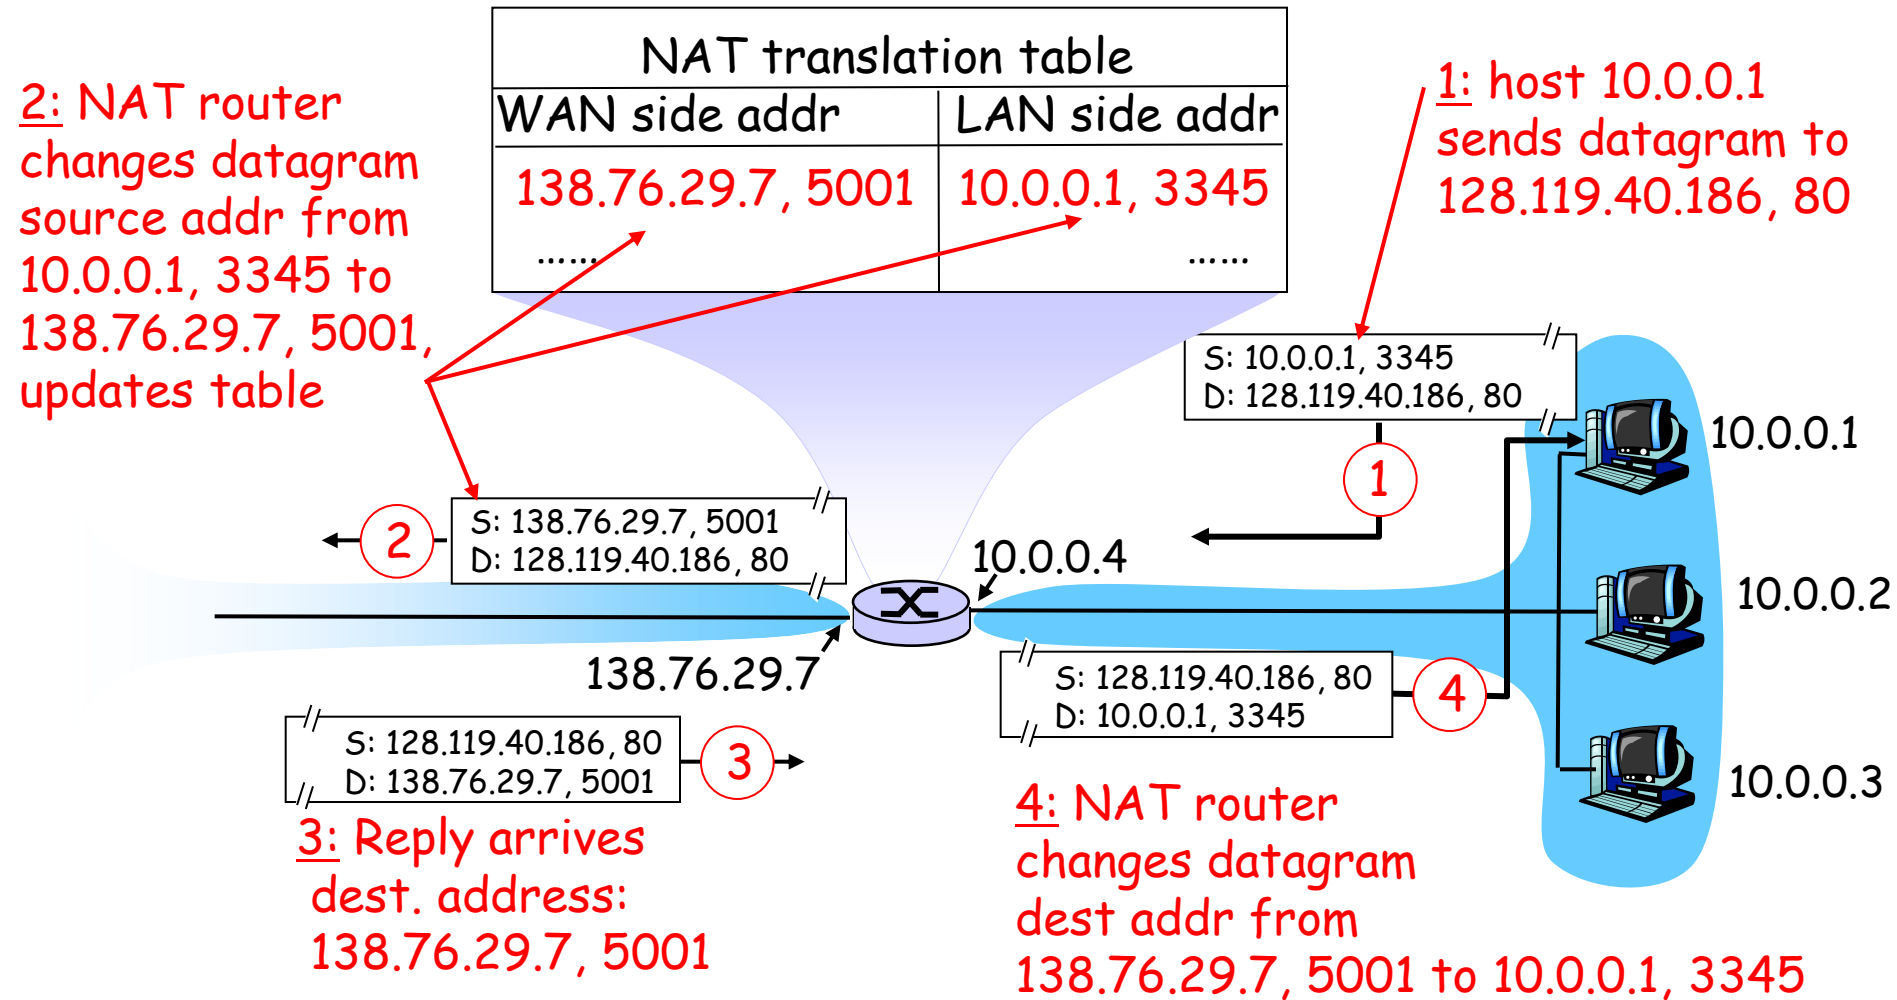 NAT translation table
WAN side addr LAN side addr
138.76.29.7, 5001 10.0.0.1, 3345
...... ......
2: NAT router
changes datagram
source addr from
10.0.0.1, 3345 to
138.76.29.7, 5001,
updates table
1: host 10.0.0.1
sends datagram to
128.119.40.186, 80
S: 10.0.0.1, 3345
D: 128.119.40.186, 80
1
10.0.0.1
S: 138.76.29.7, 5001
D: 128.119.40.186, 80
2
10.0.0.4
10.0.0.2
138.76.29.7
S: 128.119.40.186, 80
D: 10.0.0.1, 3345
4
S: 128.119.40.186, 80
D: 138.76.29.7, 5001
3
10.0.0.3
3: Reply arrives
dest. address:
138.76.29.7, 5001
4: NAT router
changes datagram
dest addr from
138.76.29.7, 5001 to 10.0.0.1, 3345